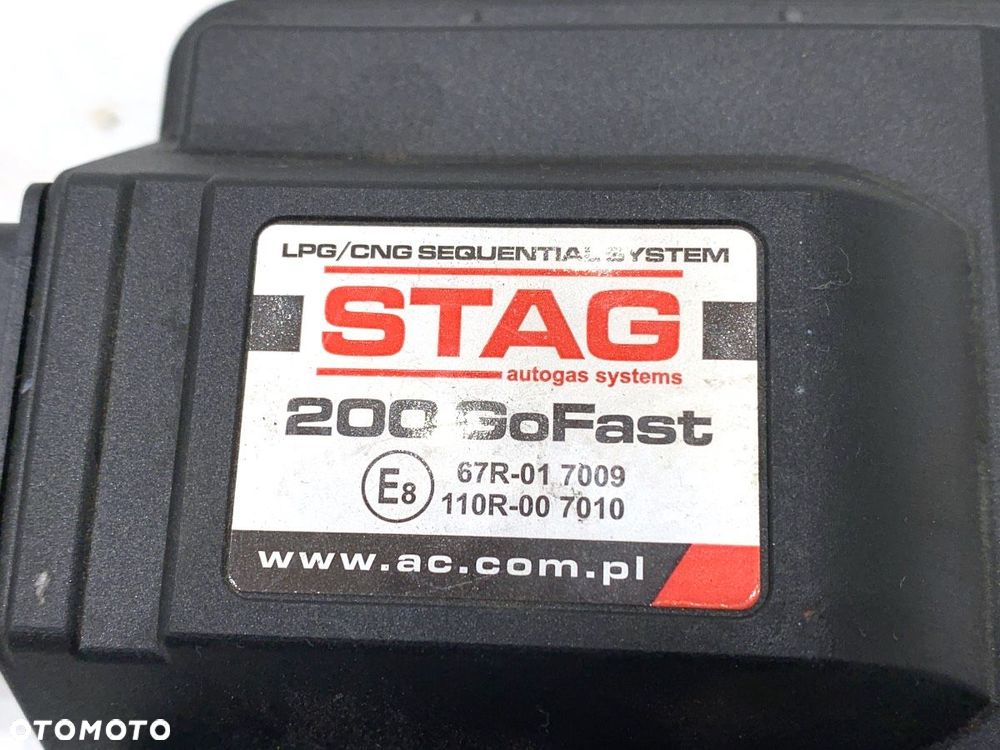 LPG/CNG SEQUENTIAL SYSTEM
STAG
autogas systems
200 GoFast
E8
67R-01 7009
110R-00 7010
www.ac.com.pl
OTOMOTO